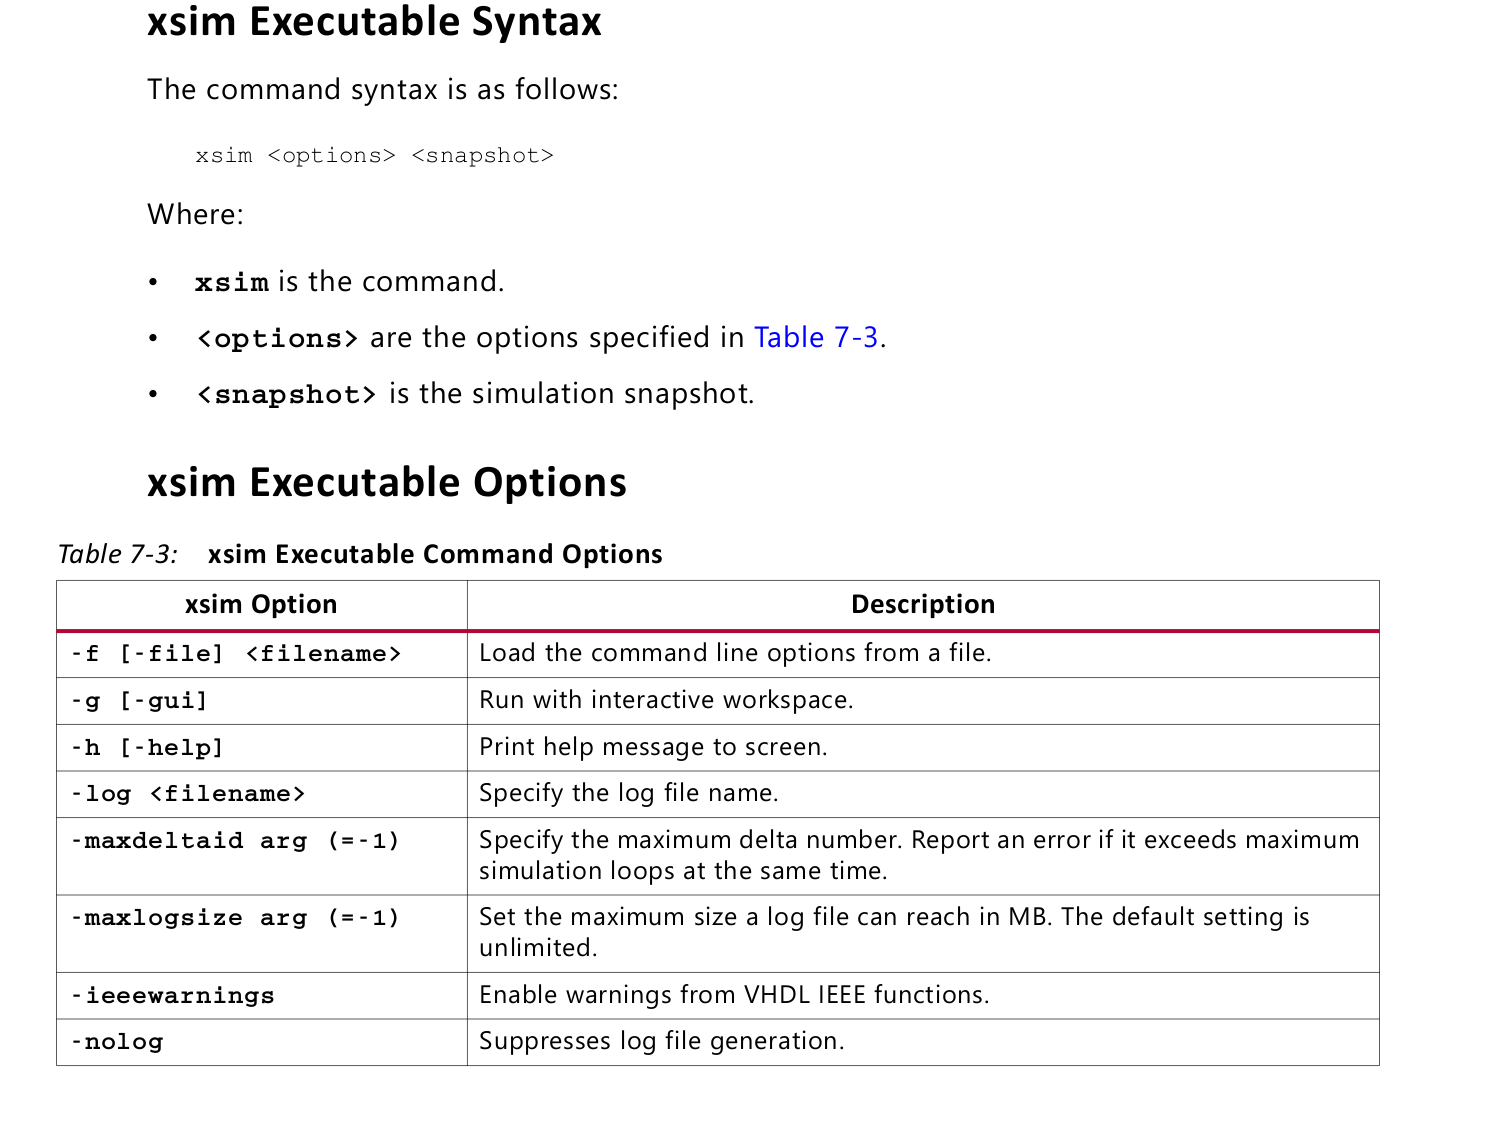 xsim Executable Syntax
The command syntax is as follows:
xsim <options> <snapshot>
Where:
• xsim is the command.
• <options> are the options specified in Table 7-3.
• <snapshot> is the simulation snapshot.
xsim Executable Options
Table 7-3: xsim Executable Command Options
xsim Option Description
-f [-file] <filename> Load the command line options from a file.
-g [-gui] Run with interactive workspace.
-h [-help] Print help message to screen.
-log <filename> Specify the log file name.
-maxdeltaid arg (=-1) Specify the maximum delta number. Report an error if it exceeds maximum
simulation loops at the same time.
-maxlogsize arg (=-1) Set the maximum size a log file can reach in MB. The default setting is
unlimited.
-ieeewarnings Enable warnings from VHDL IEEE functions.
-nolog Suppresses log file generation.